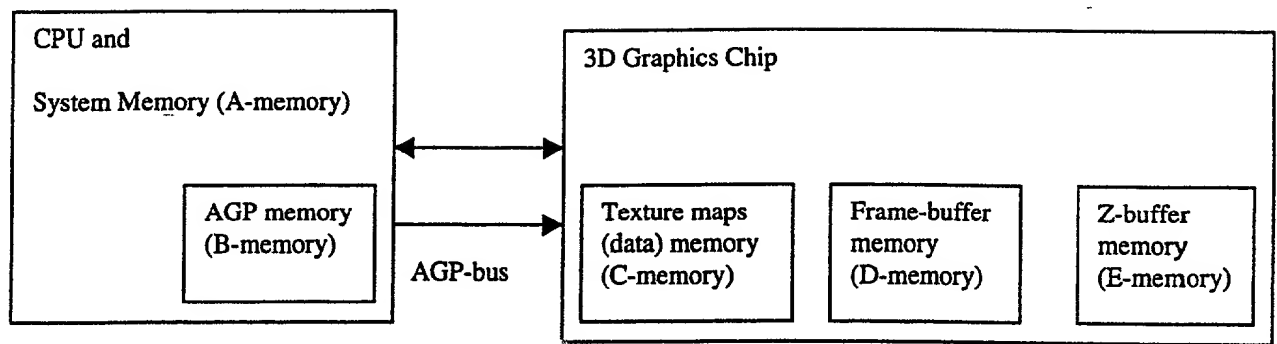 CPU and
System Memory (A-memory)
3D Graphics Chip
AGP memory
(B-memory)
AGP-bus
Texture maps
(data) memory
(C-memory)
Frame-buffer
memory
(D-memory)
Z-buffer
memory
(E-memory)